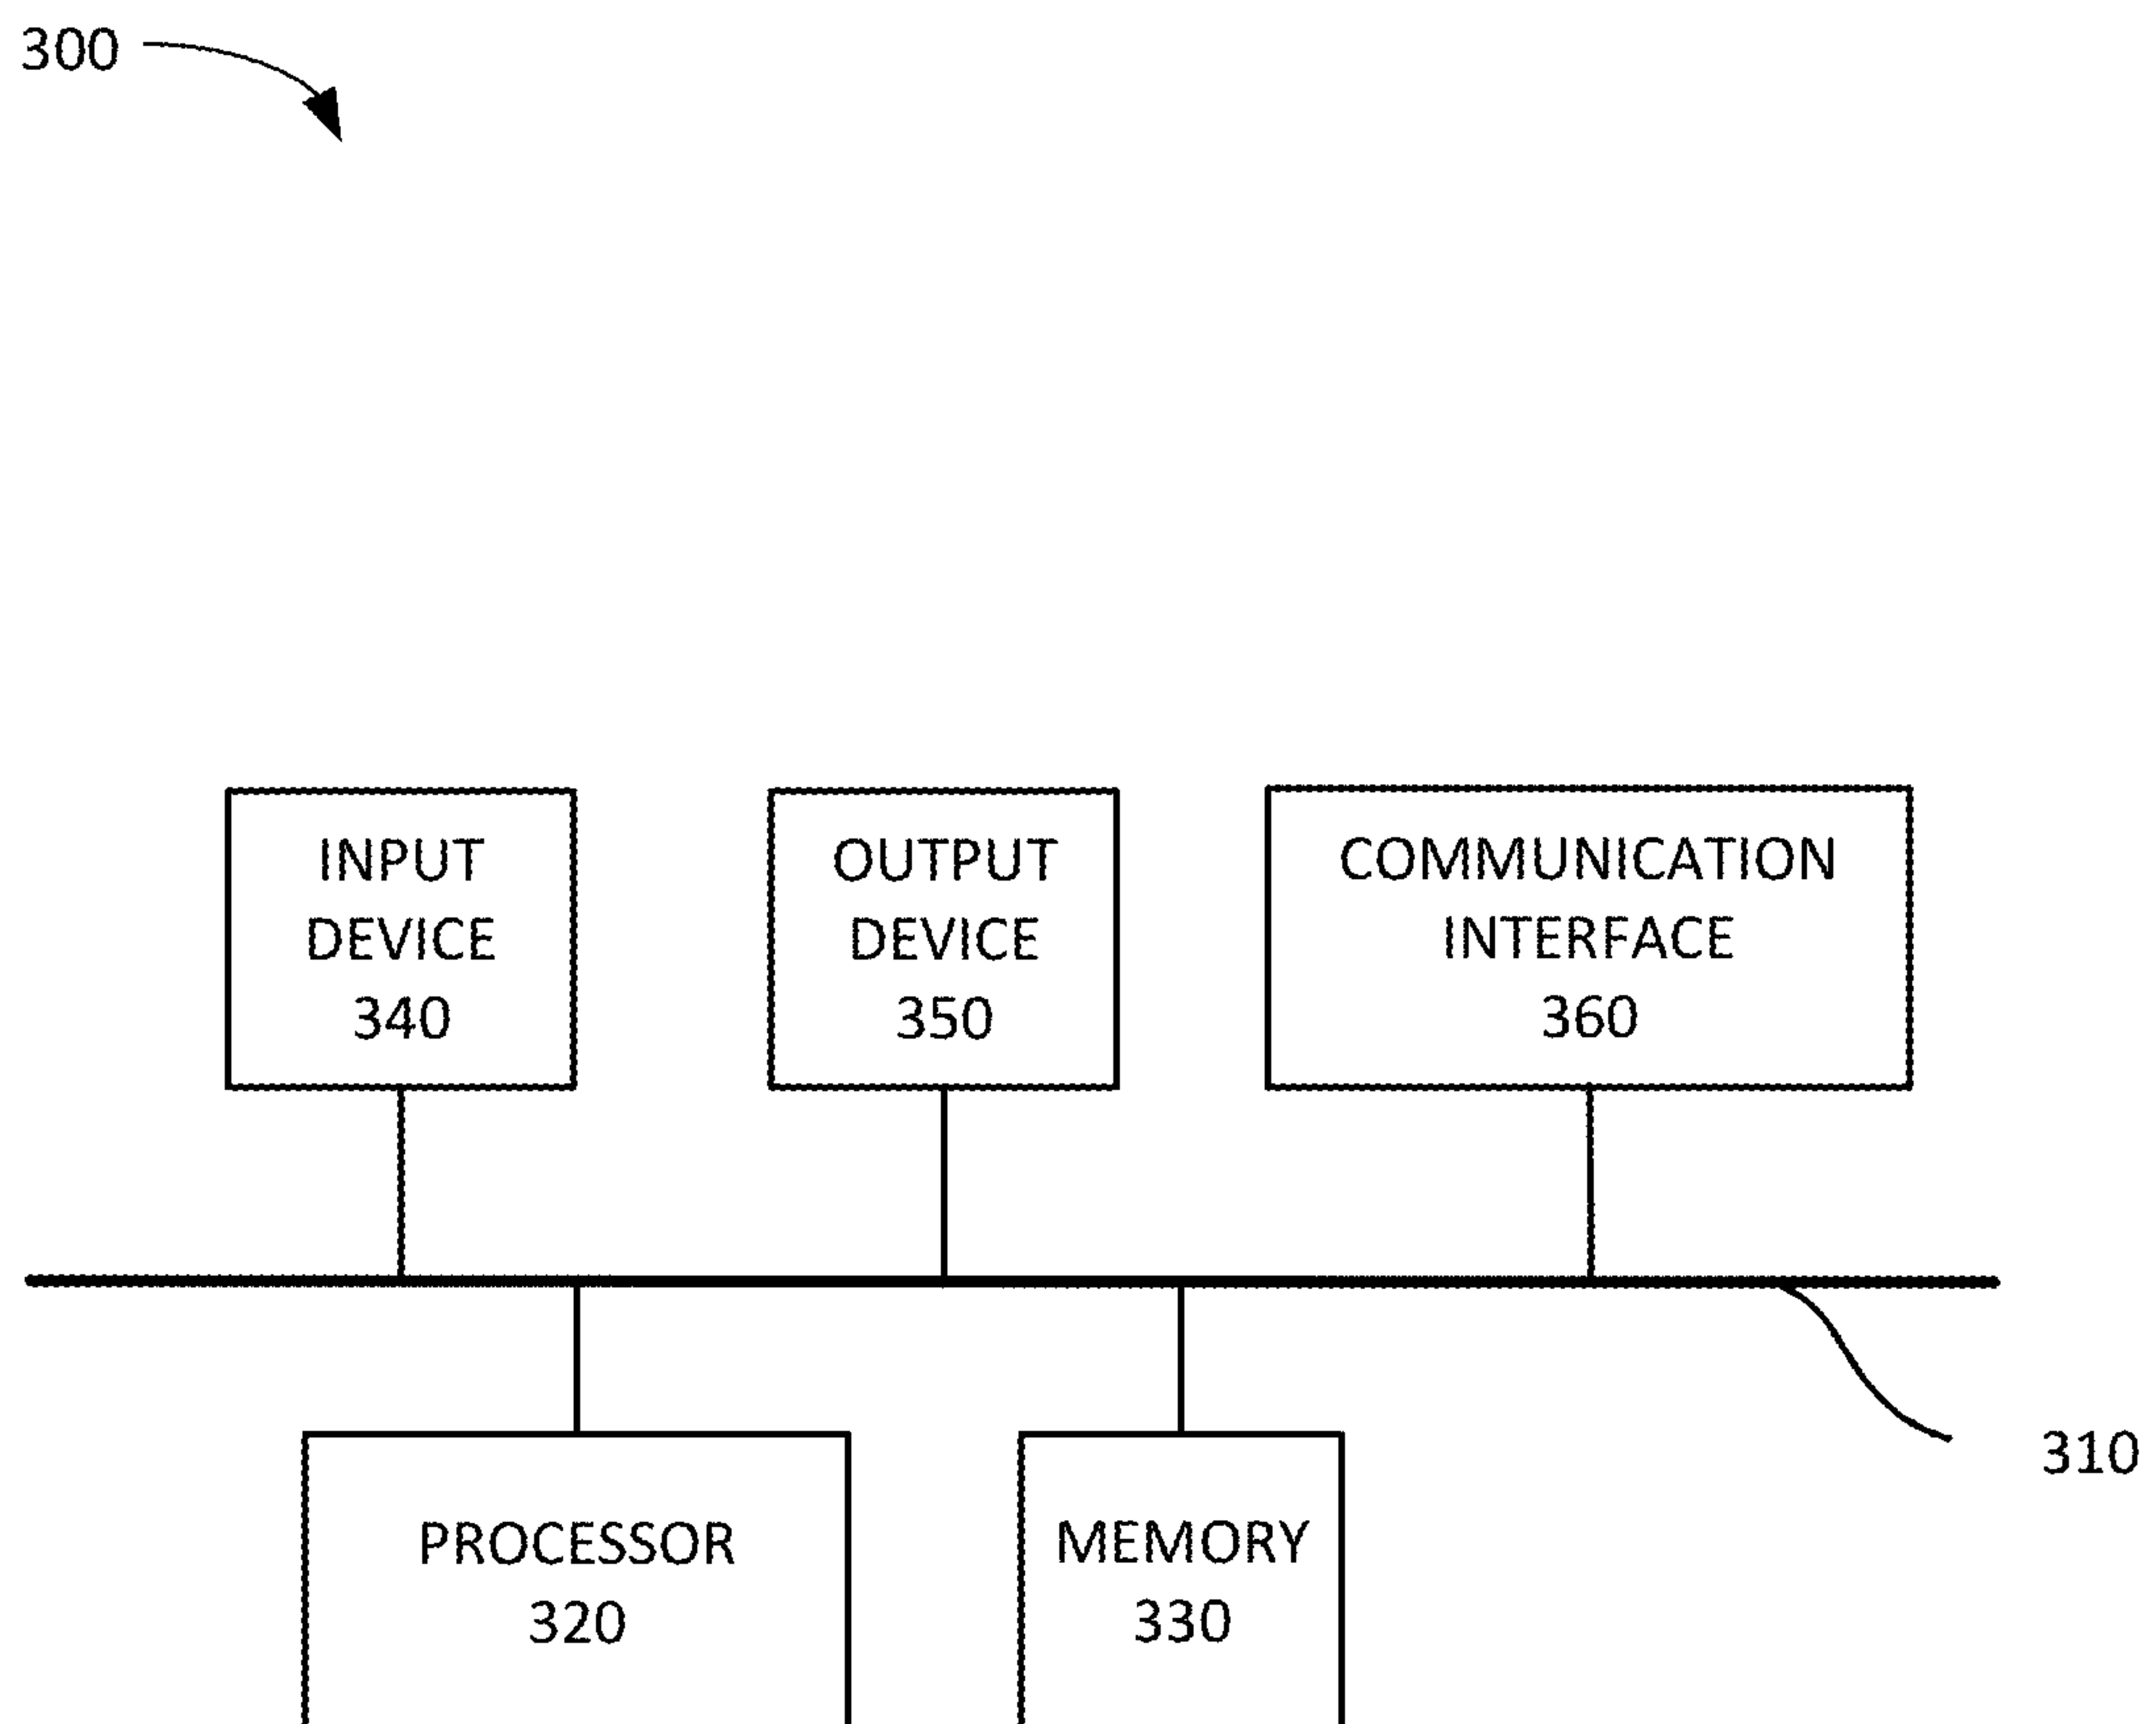 300
INPUT
DEVICE
340
OUTPUT
DEVICE
350
COMMUNICATION
INTERFACE
360
310
PROCESSOR
320
MEMORY
330